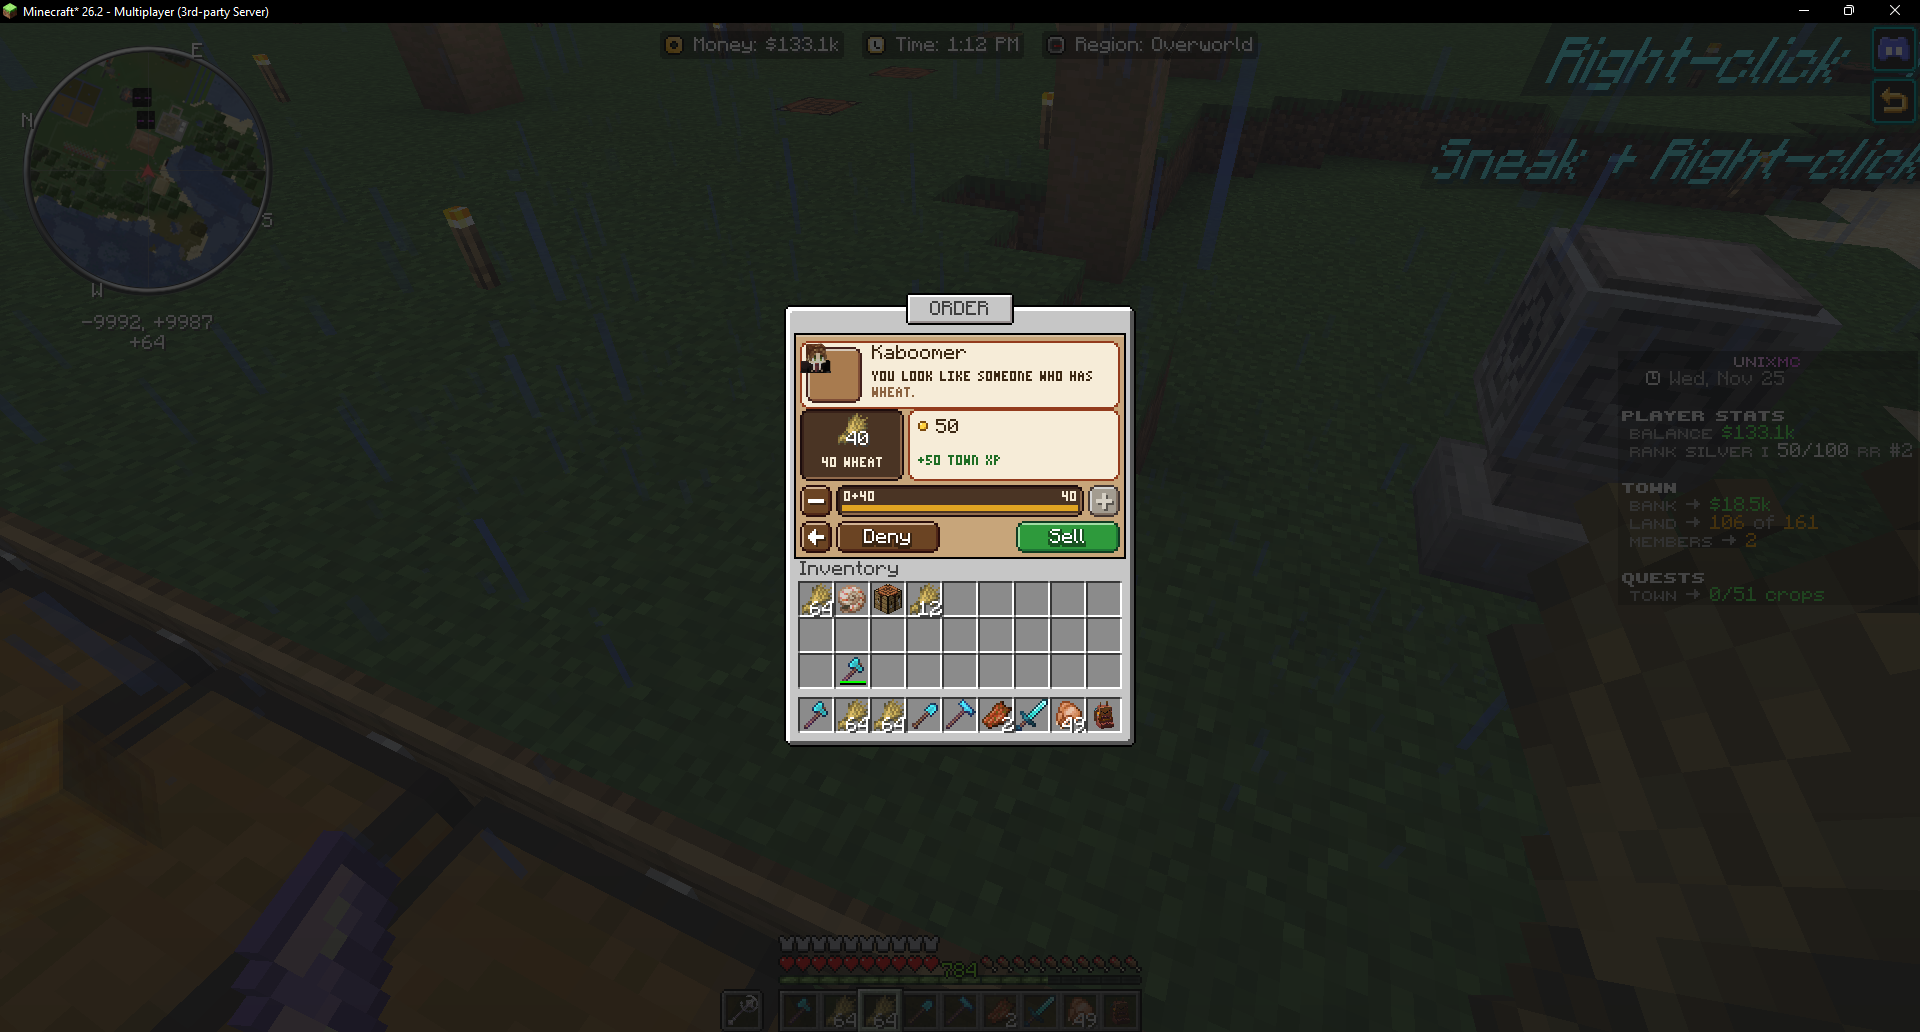 Minecraft* 26.2 - Multiplayer (3rd-party Server)
Money: $133.1k
Time: 1:12 PM
Region: Overworld
Right-click
Sneak + Right-click
E
N
S
W
-9992, +9987
+64
ORDER
Kaboomer
YOU LOOK LIKE SOMEONE WHO HAS
WHEAT.
40
40 WHEAT
50
+50 TOWN XP
0+40
40
Deny
Sell
Inventory
64
12
64
64
2
49
UNIXMC
Wed, Nov 25
PLAYER STATS
BALANCE $133.1k
RANK SILVER I 50/100 RR #2
TOWN
BANK → $18.5k
LAND → 106 of 161
MEMBERS → 2
QUESTS
TOWN → 0/51 crops
784
64
64
2
49